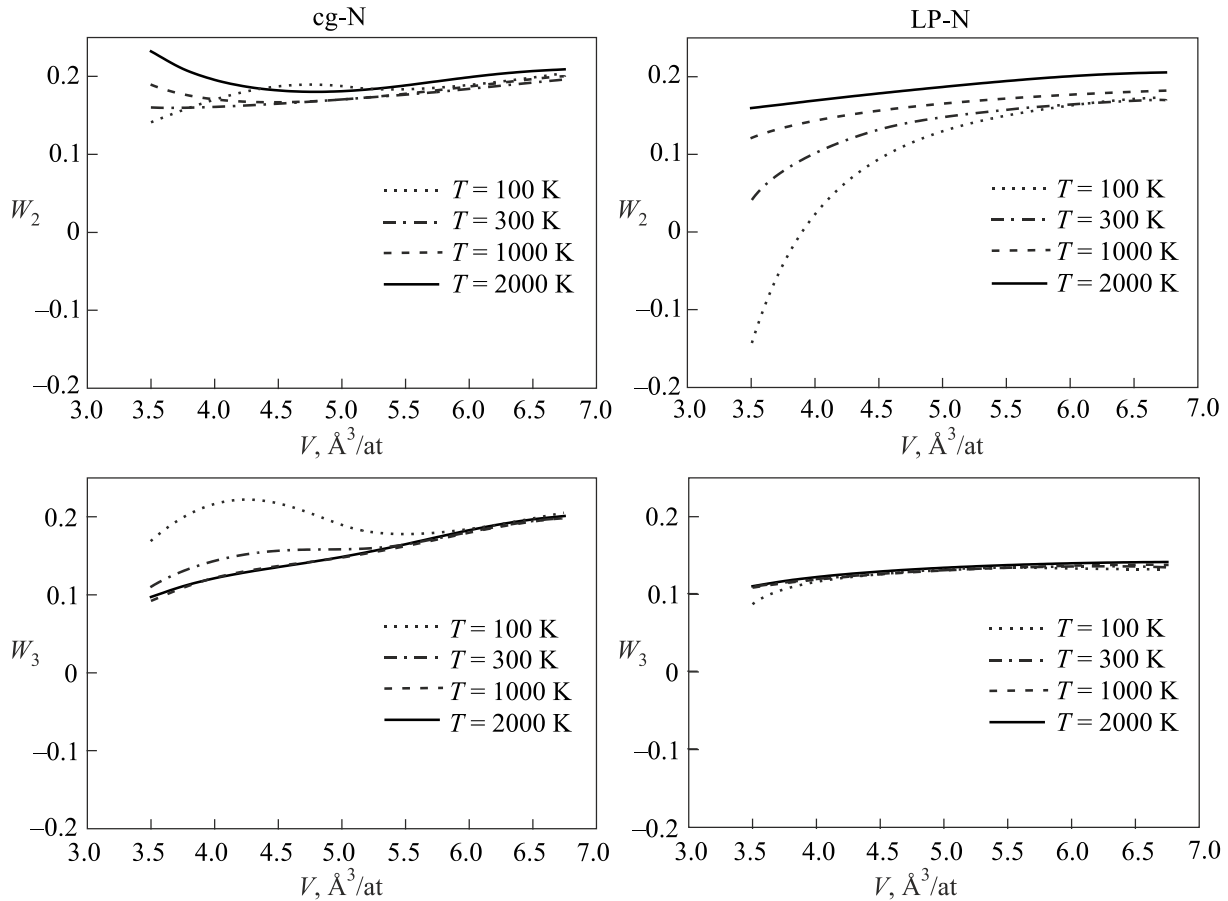 cg-N
0.2
0.1
W2
0
–0.1
–0.2
T = 100 K
T = 300 K
T = 1000 K
T = 2000 K
3.0 3.5 4.0 4.5 5.0 5.5 6.0 6.5 7.0
V, Å³/at
LP-N
0.2
0.1
W2
0
–0.1
–0.2
T = 100 K
T = 300 K
T = 1000 K
T = 2000 K
3.0 3.5 4.0 4.5 5.0 5.5 6.0 6.5 7.0
V, Å³/at
0.2
0.1
W3
0
–0.1
–0.2
T = 100 K
T = 300 K
T = 1000 K
T = 2000 K
3.0 3.5 4.0 4.5 5.0 5.5 6.0 6.5 7.0
V, Å³/at
0.2
0.1
W3
0
–0.1
–0.2
T = 100 K
T = 300 K
T = 1000 K
T = 2000 K
3.0 3.5 4.0 4.5 5.0 5.5 6.0 6.5 7.0
V, Å³/at